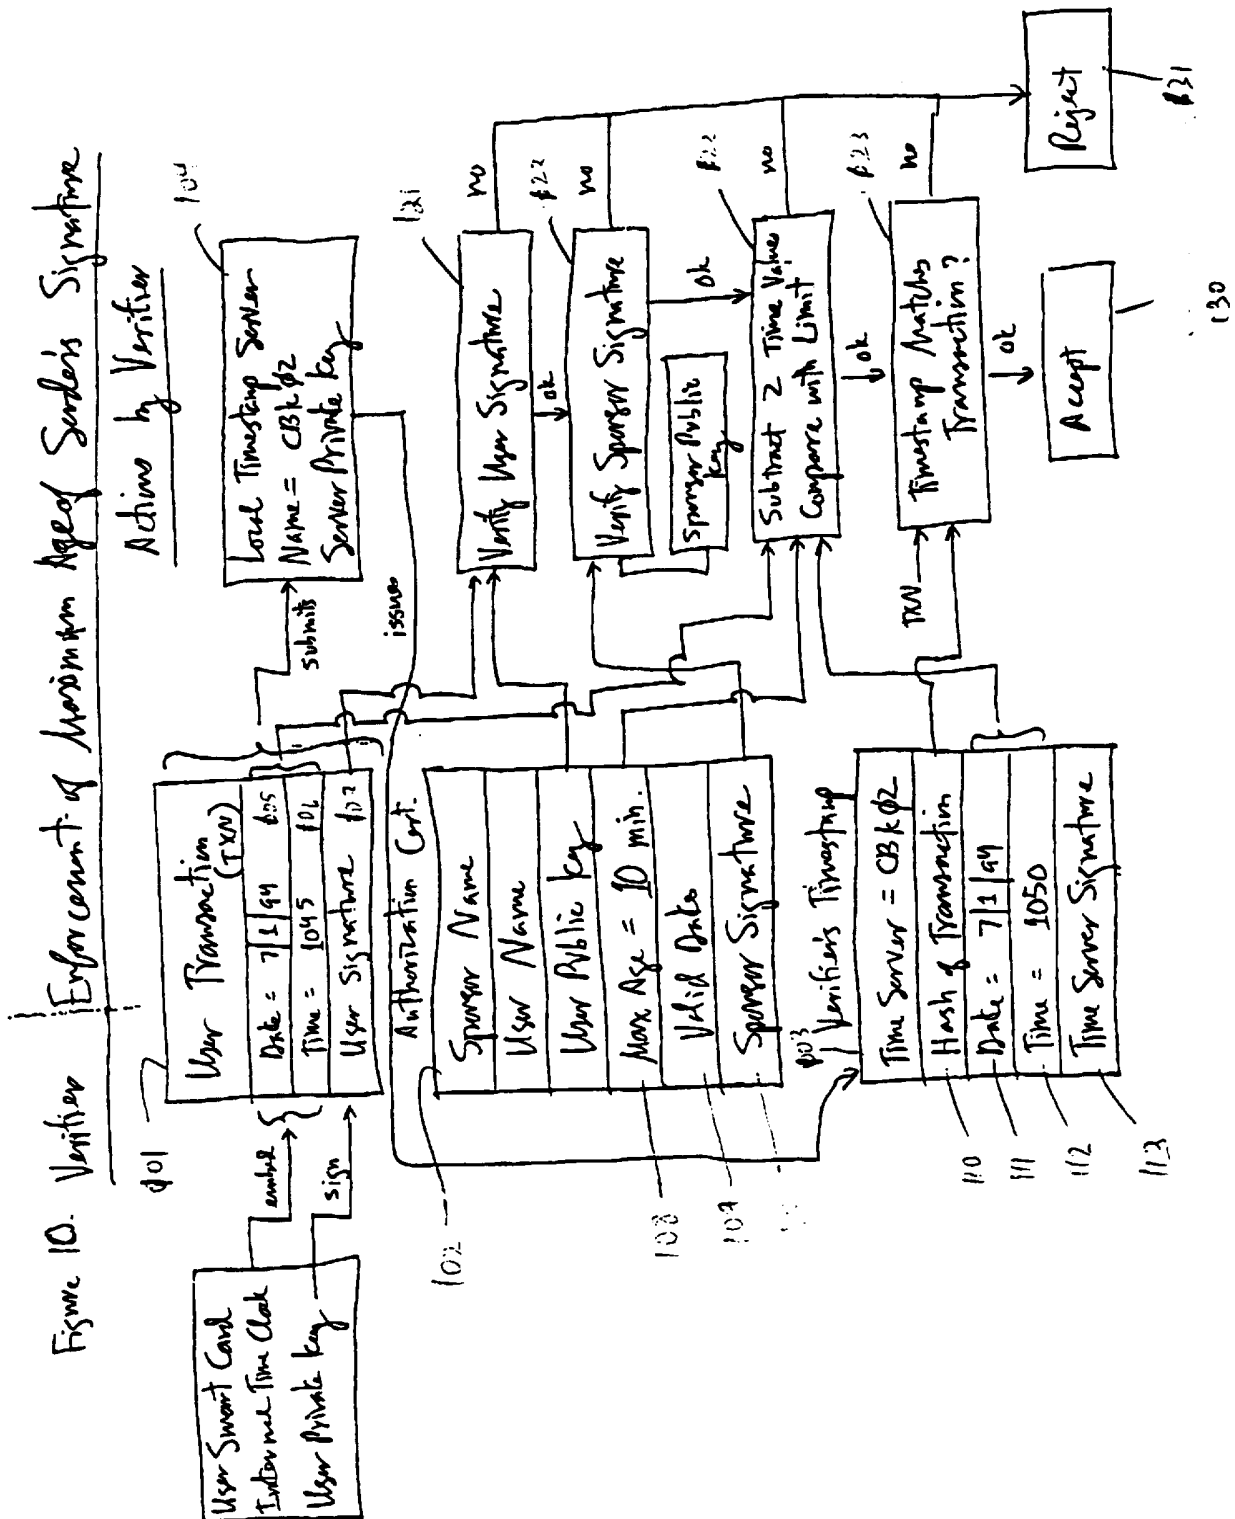 Figure 10. Verifier Enforcement of Maximum Age of Sender's Signature
Actions by Verifier
User Smart Card
Internal Time Clock
User Private Key
embed
sign
101
User Transaction
(TXN)
Date = 7/1/94 105
Time = 1045 106
User Signature 107
submits
104
Local Timestamp Server
Name = CBkØ2
Server Private Key
issues
102
Authorization Cert.
Sponsor Name
User Name
User Public Key
Max Age = 10 min.
Valid Dates
Sponsor Signature
108
109
103
Verifier's Timestamp
Time Server = CBkØ2
Hash of Transaction
Date = 7/1/94
Time = 1050
Time Server Signature
110
111
112
113
121
Verify User Signature
no
ok
122
Verify Sponsor Signature
no
Sponsor Public
Key
ok
122
Subtract 2 Time Values
Compare with Limit
no
ok
TXN
123
Timestamp Matches
Transaction?
no
ok
Accept
130
Reject
131